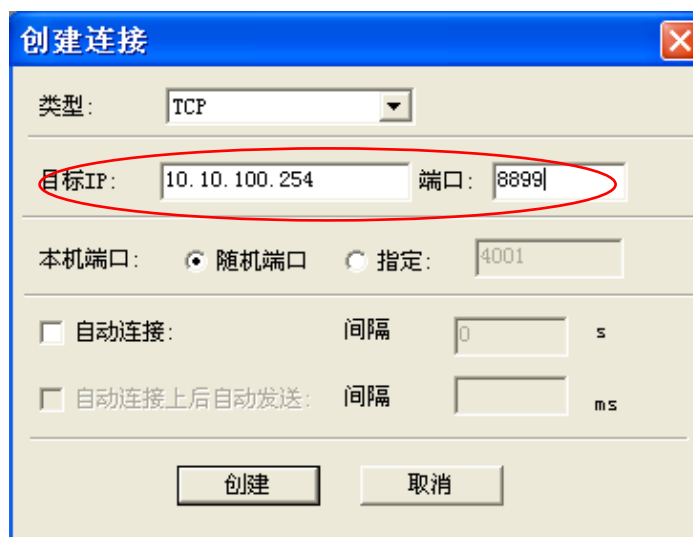 创建连接
类型: TCP
目标IP: 10.10.100.254 端口: 8899
本机端口: 随机端口 指定: 4001
自动连接: 间隔 0 s
自动连接上后自动发送: 间隔 ms
创建 取消